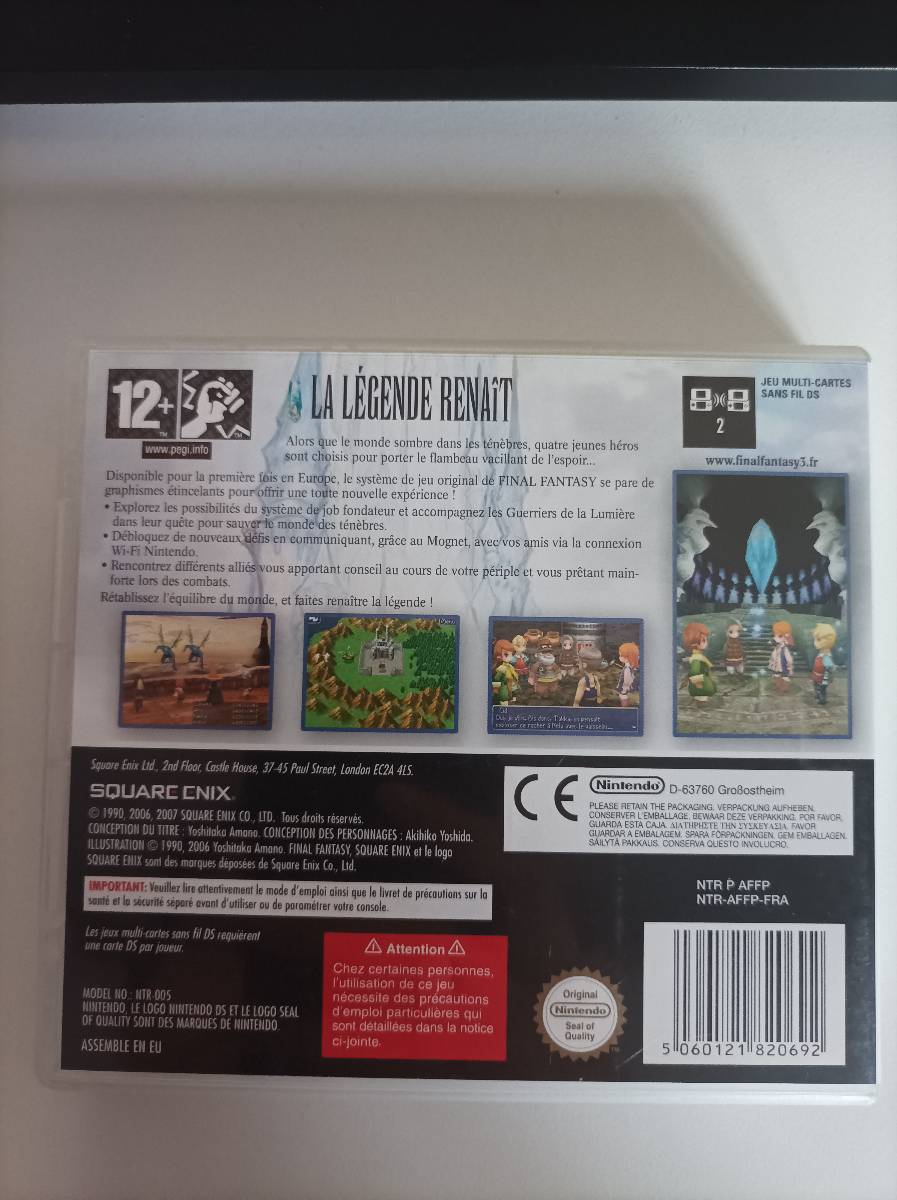 12+
www.pegi.info
LA LÉGENDE RENAîT
JEU MULTI-CARTES
SANS FIL DS
2
www.finalfantasy3.fr
Alors que le monde sombre dans les ténèbres, quatre jeunes héros
sont choisis pour porter le flambeau vacillant de l'espoir...
Disponible pour la première fois en Europe, le système de jeu original de FINAL FANTASY se pare de
graphismes étincelants pour offrir une toute nouvelle expérience !
• Explorez les possibilités du système de job fondateur et accompagnez les Guerriers de la Lumière
dans leur quête pour sauver le monde des ténèbres.
• Débloquez de nouveaux défis en communiquant, grâce au Mognet, avec vos amis via la connexion
Wi-Fi Nintendo.
• Rencontrez différents alliés vous apportant conseil au cours de votre périple et vous prêtant main-
forte lors des combats.
Rétablissez l'équilibre du monde, et faites renaître la légende !
Menu
Cid
Square Enix Ltd., 2nd Floor, Castle House, 37-45 Paul Street, London EC2A 4LS.
SQUARE ENIX.
© 1990, 2006, 2007 SQUARE ENIX CO., LTD. Tous droits réservés.
CONCEPTION DU TITRE : Yoshitaka Amano. CONCEPTION DES PERSONNAGES : Akihiko Yoshida.
ILLUSTRATION © 1990, 2006 Yoshitaka Amano. FINAL FANTASY, SQUARE ENIX et le logo
SQUARE ENIX sont des marques déposées de Square Enix Co., Ltd.
IMPORTANT: Veuillez lire attentivement le mode d'emploi ainsi que le livret de précautions sur la
santé et la sécurité séparé avant d'utiliser ou de paramétrer votre console.
Les jeux multi-cartes sans fil DS requièrent
une carte DS par joueur.
MODEL NO.: NTR-005
NINTENDO, LE LOGO NINTENDO DS ET LE LOGO SEAL
OF QUALITY SONT DES MARQUES DE NINTENDO.
ASSEMBLE EN EU
Attention
Chez certaines personnes,
l'utilisation de ce jeu
nécessite des précautions
d'emploi particulières qui
sont détaillées dans la notice
ci-jointe.
CE
Nintendo D-63760 Großostheim
PLEASE RETAIN THE PACKAGING. VERPACKUNG AUFHEBEN.
CONSERVER L'EMBALLAGE. BEWAAR DEZE VERPAKKING. POR FAVOR,
GUARDA ESTA CAJA. ΔΙΑΤΗΡΗΣΤΕ ΤΗΝ ΣΥΣΚΕΥΑΣΙΑ. FAVOR
GUARDAR A EMBALAGEM. SPARA FÖRPACKNINGEN. GEM EMBALLAGEN.
SÄILYTÄ PAKKAUS. CONSERVA QUESTO INVOLUCRO.
NTR P AFFP
NTR-AFFP-FRA
Original
Nintendo
Seal of
Quality
5 060121 820692